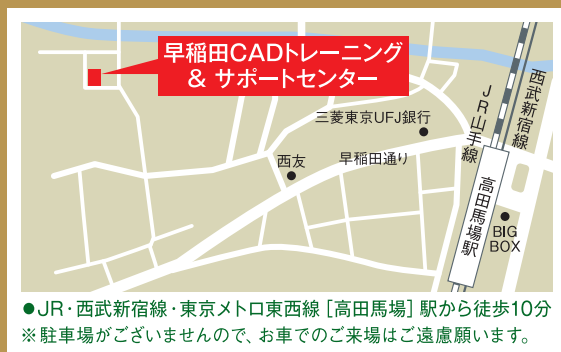 早稲田CADトレーニング
& サポートセンター
三菱東京UFJ銀行
西友
早稲田通り
JR山手線
西武新宿線
高田馬場駅
BIG
BOX
●JR・西武新宿線・東京メトロ東西線［高田馬場］駅から徒歩10分
※駐車場がございませんので、お車でのご来場はご遠慮願います。